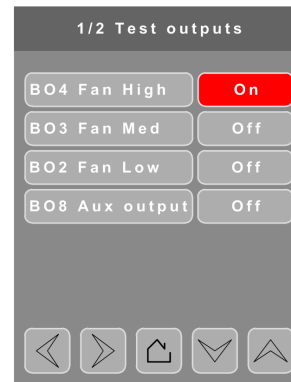 1/2 Test outputs
BO4 Fan High On
BO3 Fan Med Off
BO2 Fan Low Off
BO8 Aux output Off